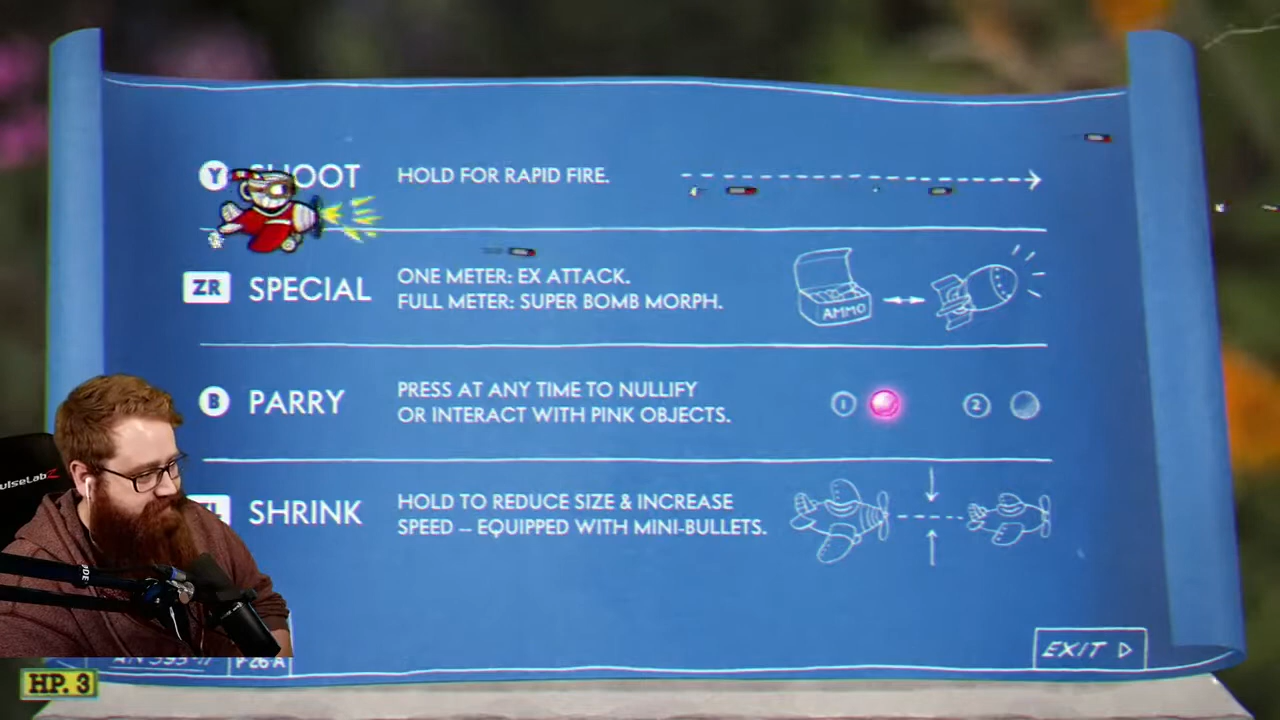 Y SHOOT HOLD FOR RAPID FIRE.
ZR SPECIAL ONE METER: EX ATTACK.
FULL METER: SUPER BOMB MORPH.
AMMO
B PARRY PRESS AT ANY TIME TO NULLIFY
OR INTERACT WITH PINK OBJECTS.
1 2
SHRINK HOLD TO REDUCE SIZE & INCREASE
SPEED – EQUIPPED WITH MINI-BULLETS.
EXIT
P-26-A
HP. 3